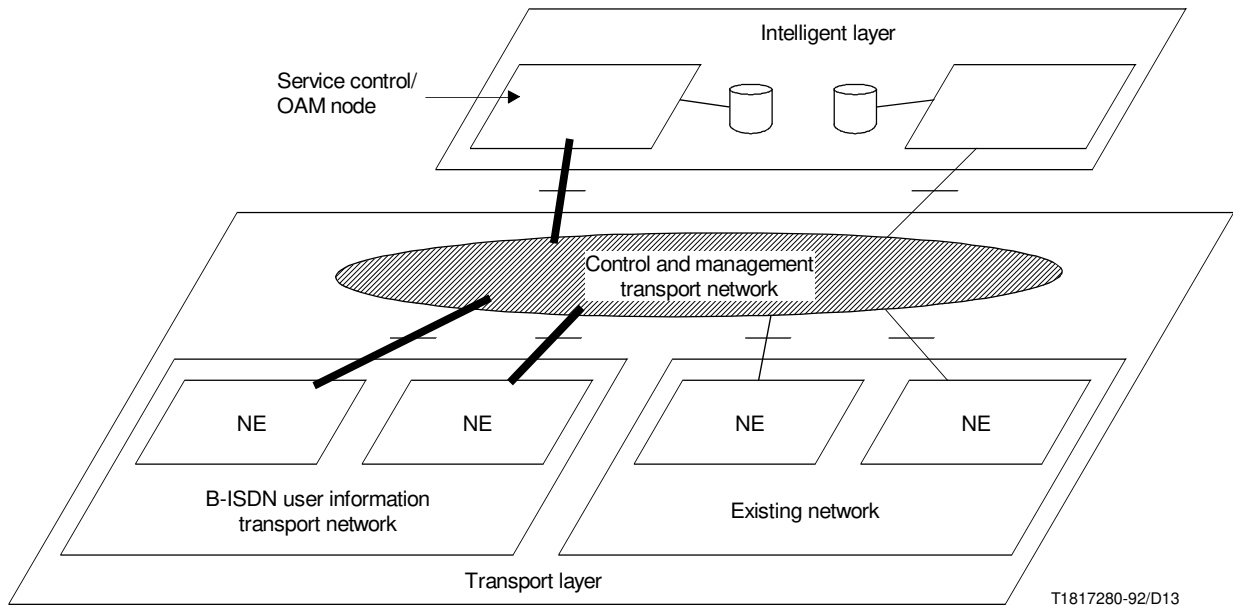 Intelligent layer
Service control/
OAM node
Control and management
transport network
NE
NE
NE
NE
B-ISDN user information
transport network
Existing network
Transport layer
T1817280-92/D13